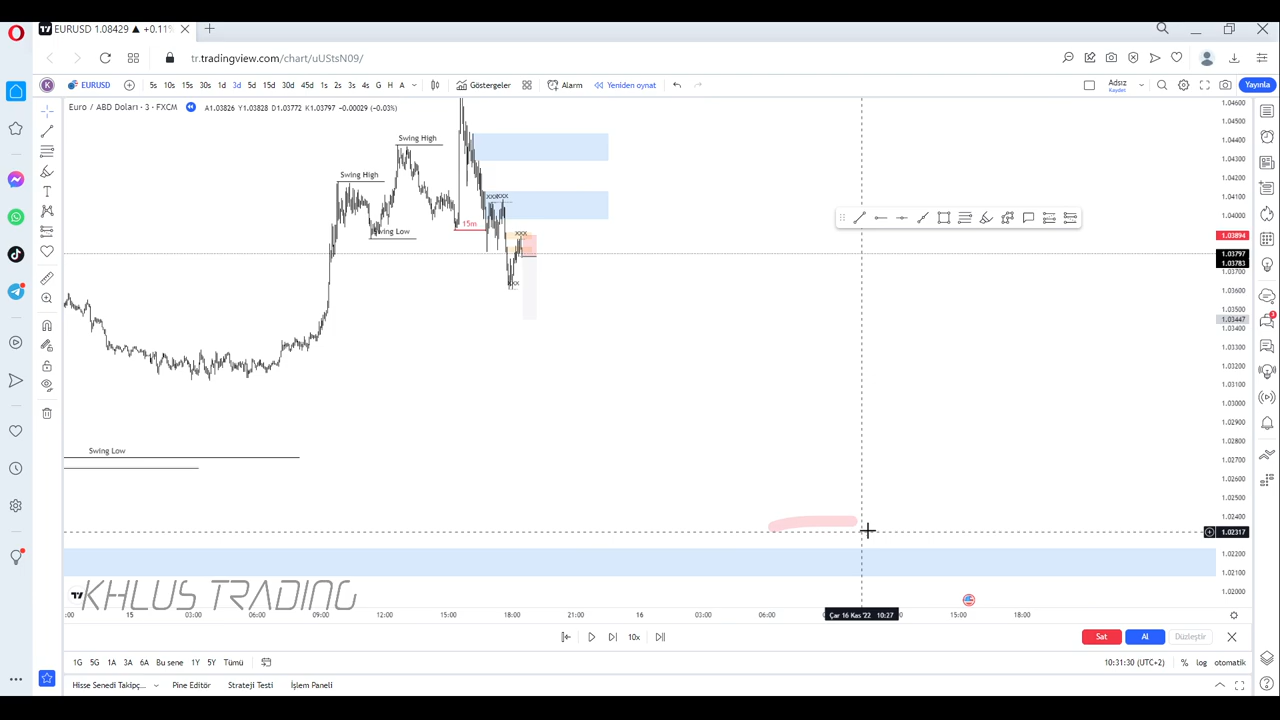 EURUSD 1.08429 ▲ +0.11%
tr.tradingview.com/chart/uUStsN09/
K EURUSD 5s 10s 15s 30s 1d 3d 5d 15d 30d 45d 1s 2s 3s 4s G H A Göstergeler Alarm Yeniden oynat Adsız Kaydet Yayınla
Euro / ABD Doları · 3 · FXCM A1.03826 Y1.03828 D1.03772 K1.03797 −0.00029 (−0.03%)
1.04600
1.04500
1.04400
Swing High
1.04300
1.04200
Swing High
1.04100
xxxxxx
1.04000
15m
Swing Low
xxx
1.03894
1.03797
1.03783
1.03700
xxx
1.03600
1.03500
1.03447
1.03400
1.03300
1.03200
1.03100
1.03000
1.02900
1.02800
Swing Low
1.02700
1.02600
1.02500
1.02400
1.02317
1.02200
1.02100
1.02000
KHLUS TRADING
:00 15 03:00 06:00 09:00 12:00 15:00 18:00 21:00 16 03:00 06:00 Çar 16 Kas '22 10:27 15:00 18:00
10x Sat Al Düzleştir
1G 5G 1A 3A 6A Bu sene 1Y 5Y Tümü 10:31:30 (UTC+2) % log otomatik
Hisse Senedi Takipç... Pine Editör Strateji Testi İşlem Paneli